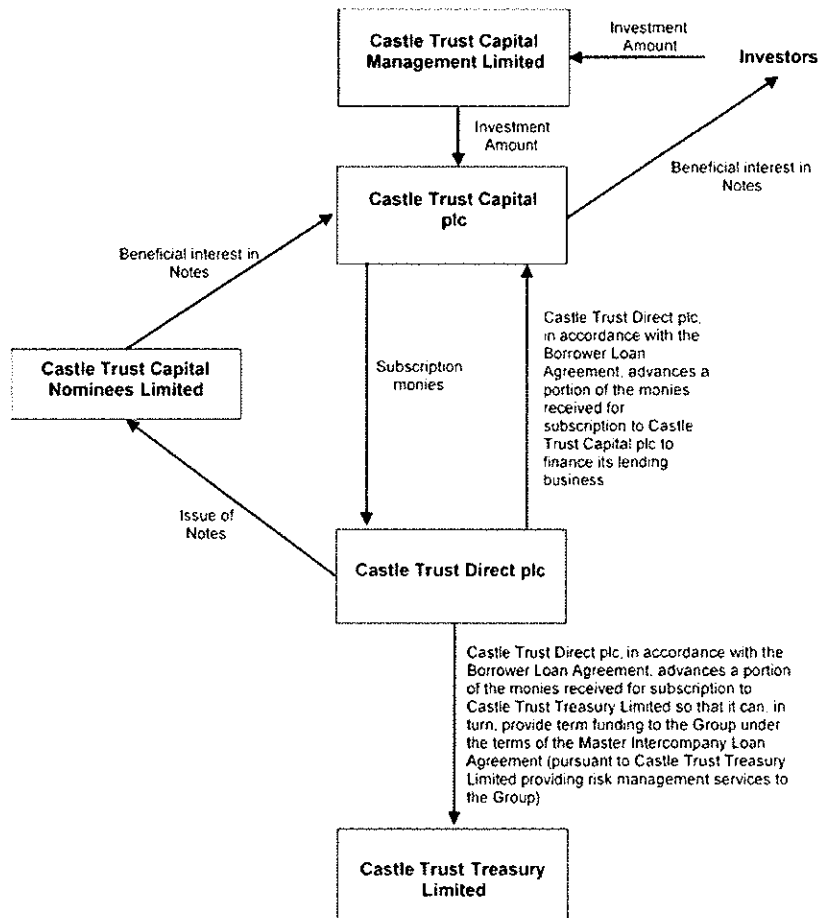 Castle Trust Capital
Management Limited
Investment
Amount
Investors
Investment
Amount
Castle Trust Capital
plc
Beneficial interest in
Notes
Beneficial interest in
Notes
Castle Trust Capital
Nominees Limited
Subscription
monies
Castle Trust Direct plc,
in accordance with the
Borrower Loan
Agreement, advances a
portion of the monies
received for
subscription to Castle
Trust Capital plc to
finance its lending
business
Issue of
Notes
Castle Trust Direct plc
Castle Trust Direct plc, in accordance with the
Borrower Loan Agreement, advances a portion
of the monies received for subscription to
Castle Trust Treasury Limited so that it can, in
turn, provide term funding to the Group under
the terms of the Master Intercompany Loan
Agreement (pursuant to Castle Trust Treasury
Limited providing risk management services to
the Group)
Castle Trust Treasury
Limited